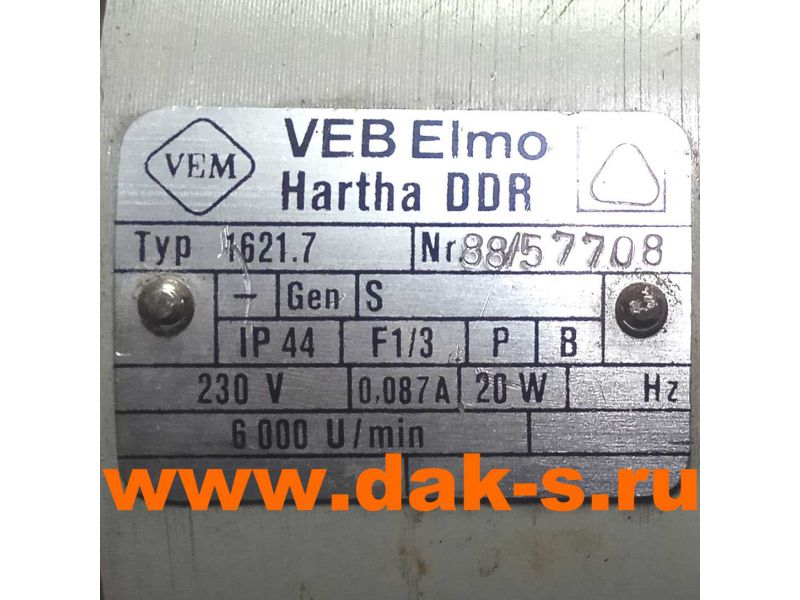 VEM
VEB Elmo
Hartha DDR
Typ 1621.7 Nr 88/57708
– Gen S
IP 44 F1/3 P B
230 V 0,087A 20 W Hz
6 000 U/min
www.dak-s.ru